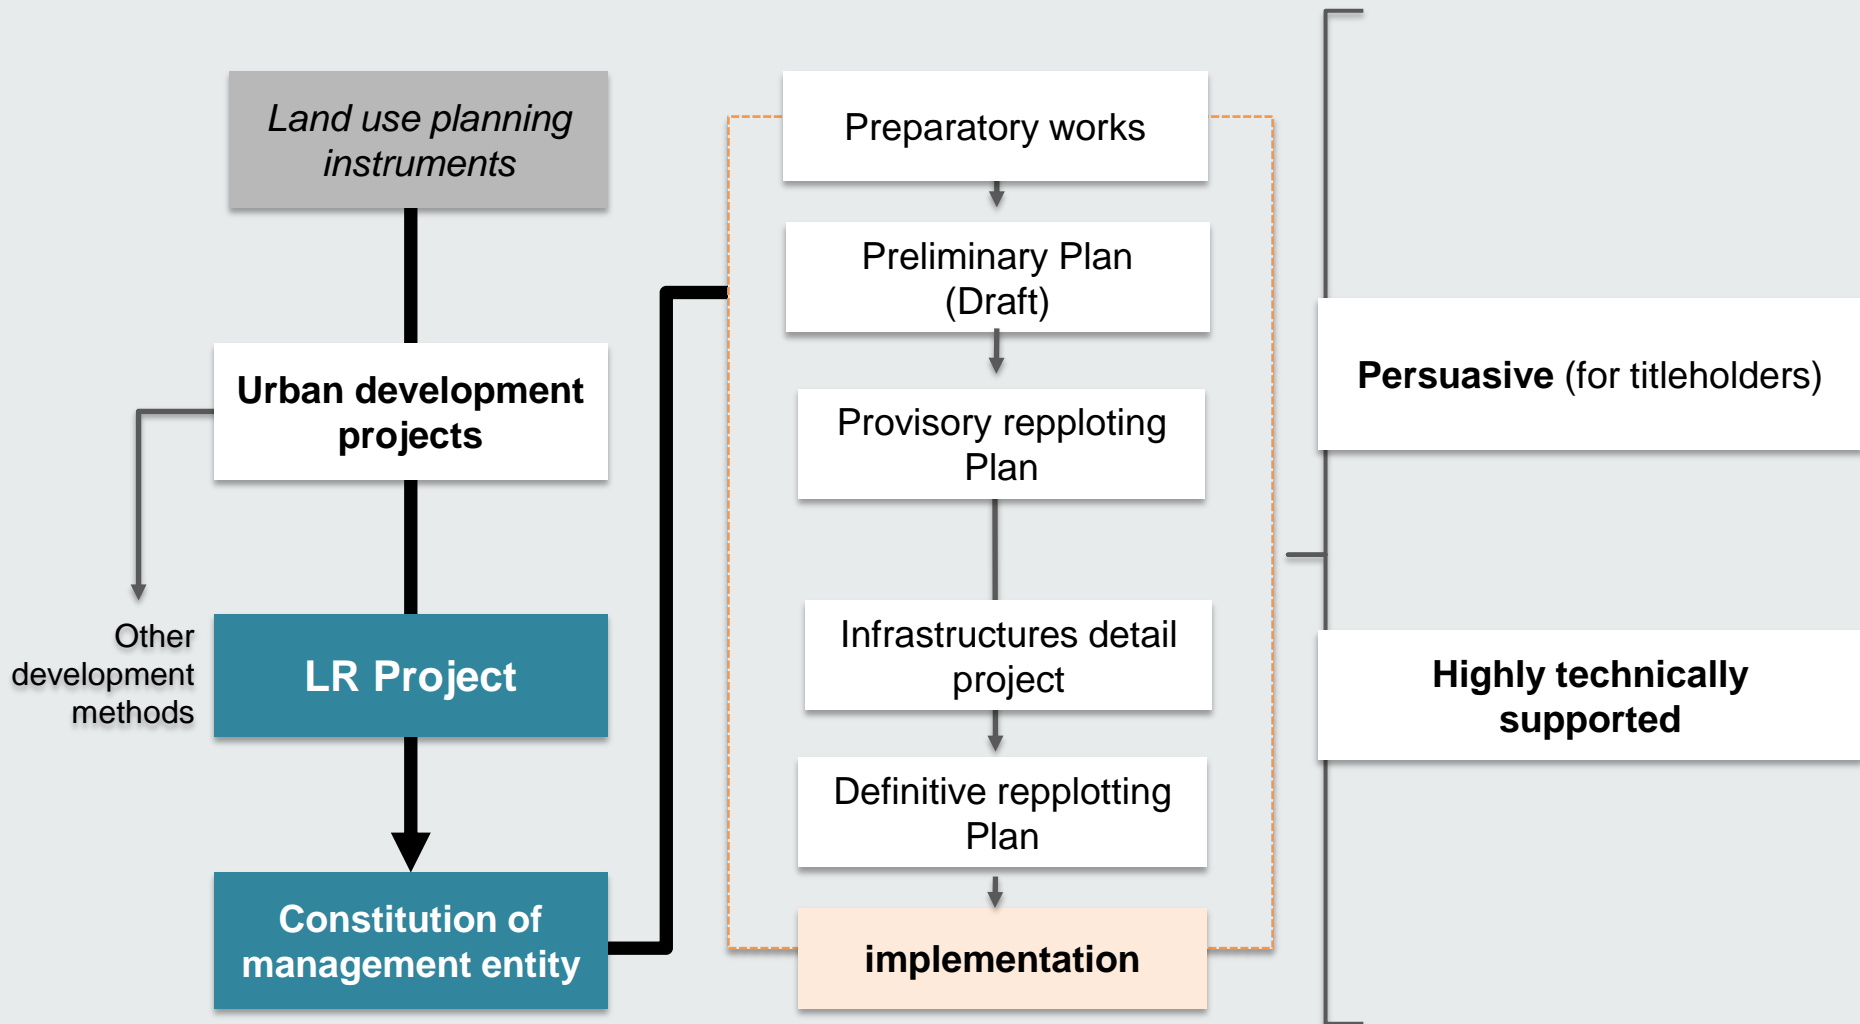 Land use planning
instruments
Urban development
projects
Other
development
methods
LR Project
Constitution of
management entity
Preparatory works
Preliminary Plan
(Draft)
Provisory repploting
Plan
Infrastructures detail
project
Definitive repplotting
Plan
implementation
Persuasive (for titleholders)
Highly technically
supported